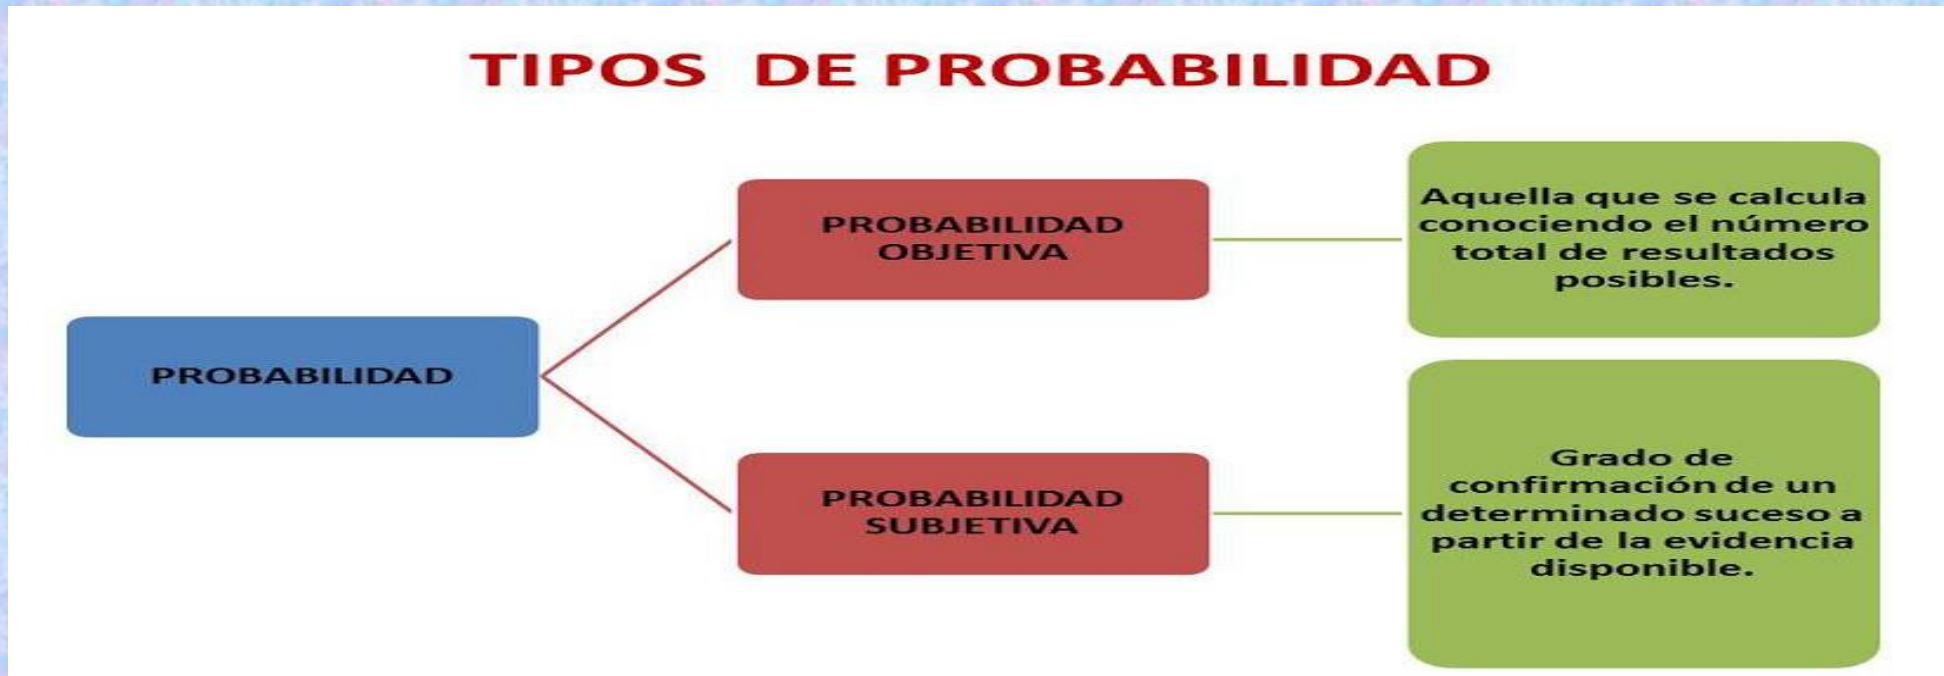 TIPOS DE PROBABILIDAD
PROBABILIDAD
PROBABILIDAD
OBJETIVA
Aquella que se calcula
conociendo el número
total de resultados
posibles.
PROBABILIDAD
SUBJETIVA
Grado de
confirmación de un
determinado suceso a
partir de la evidencia
disponible.